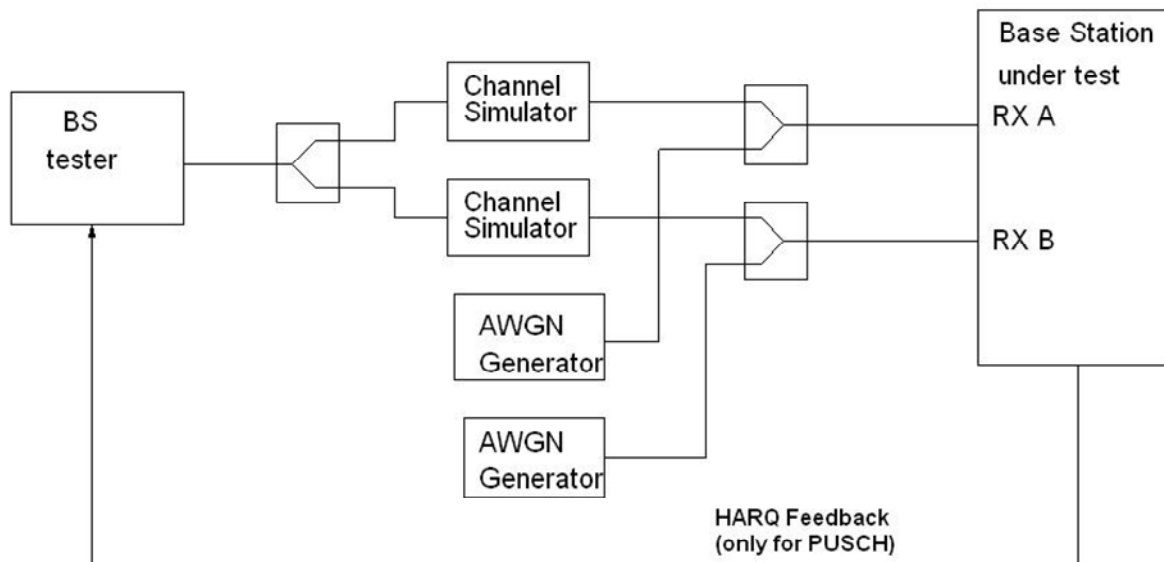 BS
tester
Channel
Simulator
Channel
Simulator
AWGN
Generator
AWGN
Generator
Base Station
under test
RX A
RX B
HARQ Feedback
(only for PUSCH)